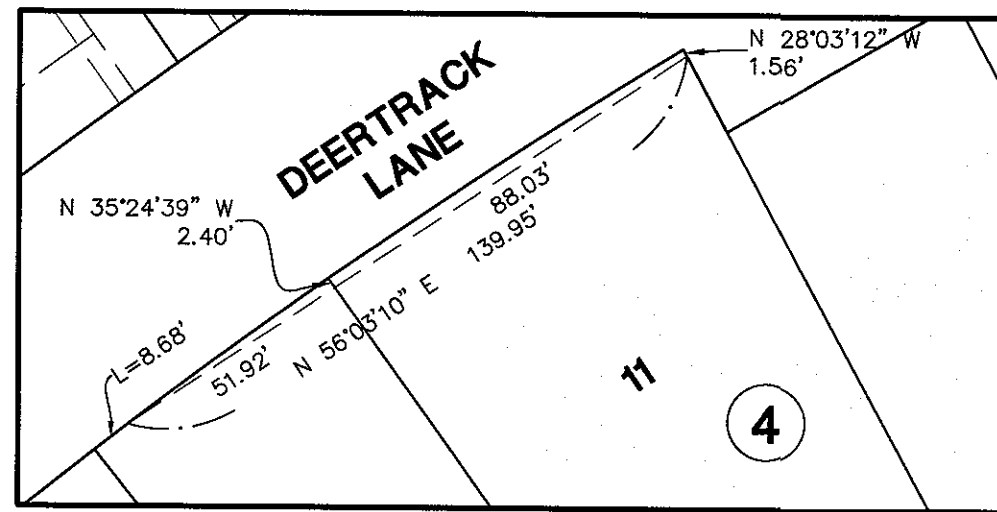 N 28°03'12" W
1.56'
DEERTRACK
LANE
N 35°24'39" W
2.40'
88.03'
N 56°03'10" E 139.95'
L=8.68'
51.92'
11
4